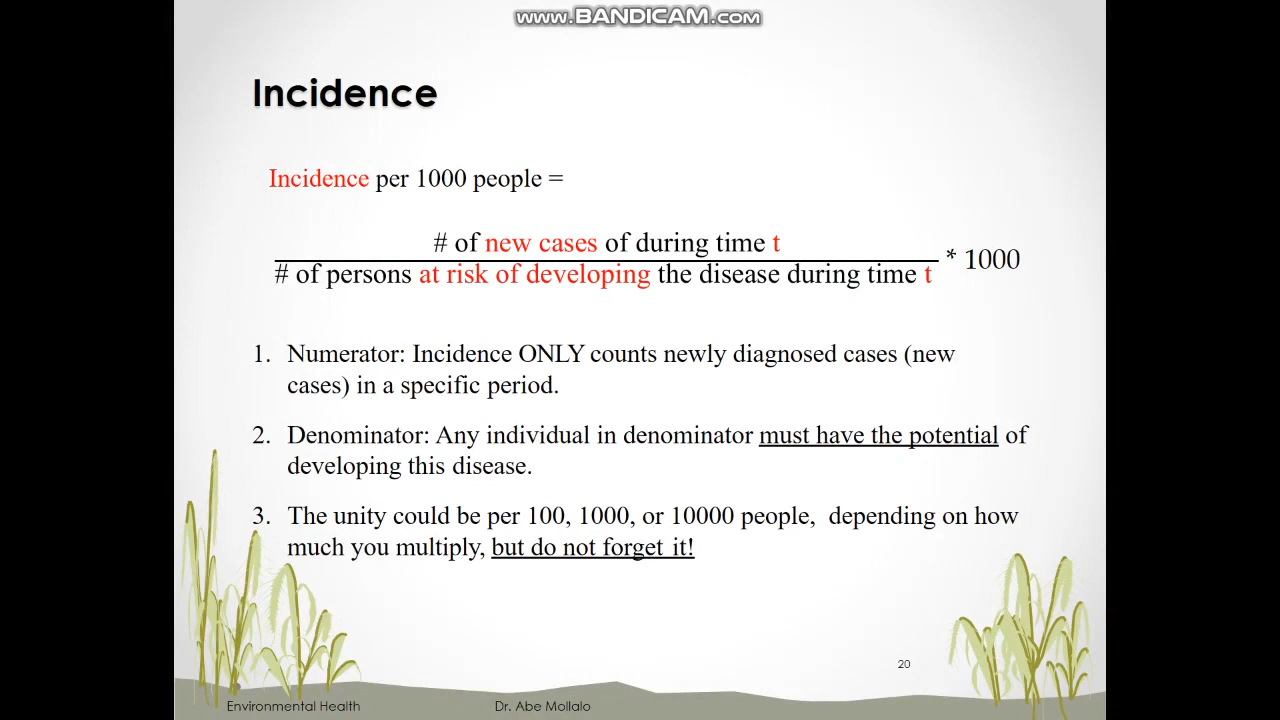 www.BANDICAM.com
Incidence
Incidence per 1000 people =
# of new cases of during time t
# of persons at risk of developing the disease during time t
* 1000
1. Numerator: Incidence ONLY counts newly diagnosed cases (new
cases) in a specific period.
2. Denominator: Any individual in denominator must have the potential of
developing this disease.
3. The unity could be per 100, 1000, or 10000 people, depending on how
much you multiply, but do not forget it!
20
Environmental Health
Dr. Abe Mollalo